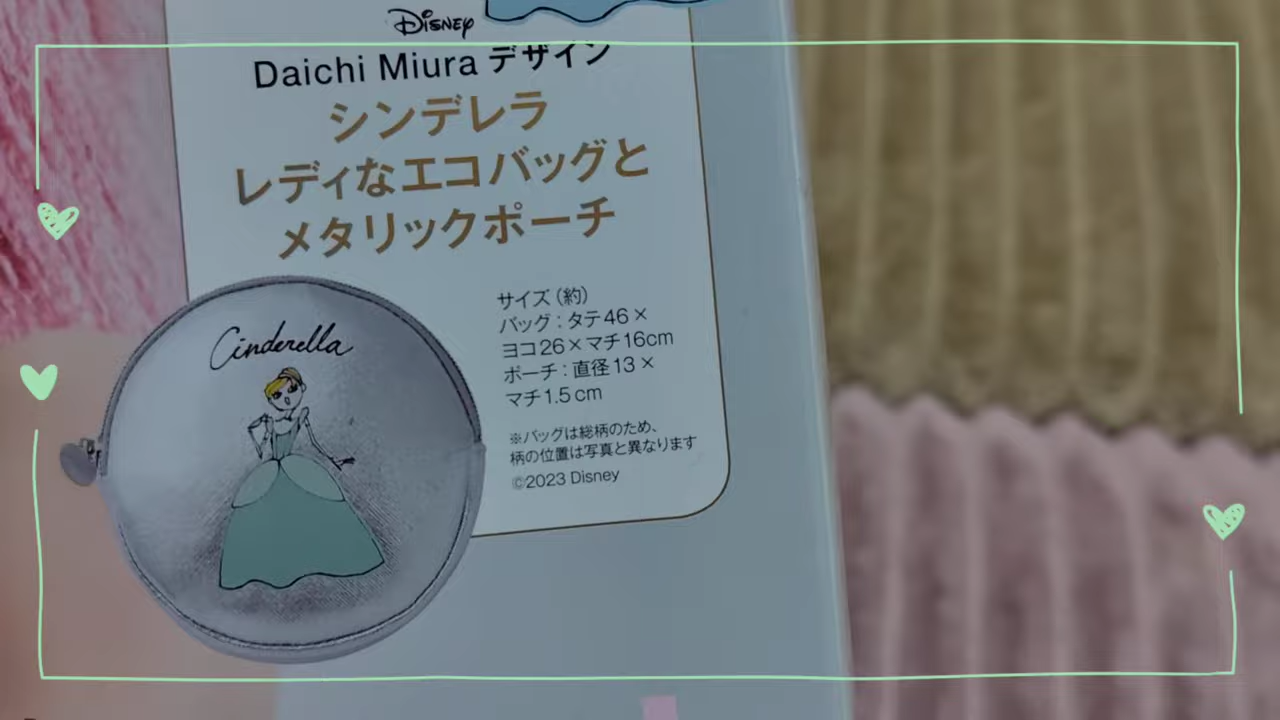 Disney
Daichi Miura デザイン
シンデレラ
レディなエコバッグと
メタリックポーチ
Cinderella
サイズ（約）
バッグ：タテ46×
ヨコ26×マチ16cm
ポーチ：直径13×
マチ1.5cm
※バッグは総柄のため、
柄の位置は写真と異なります
©2023 Disney